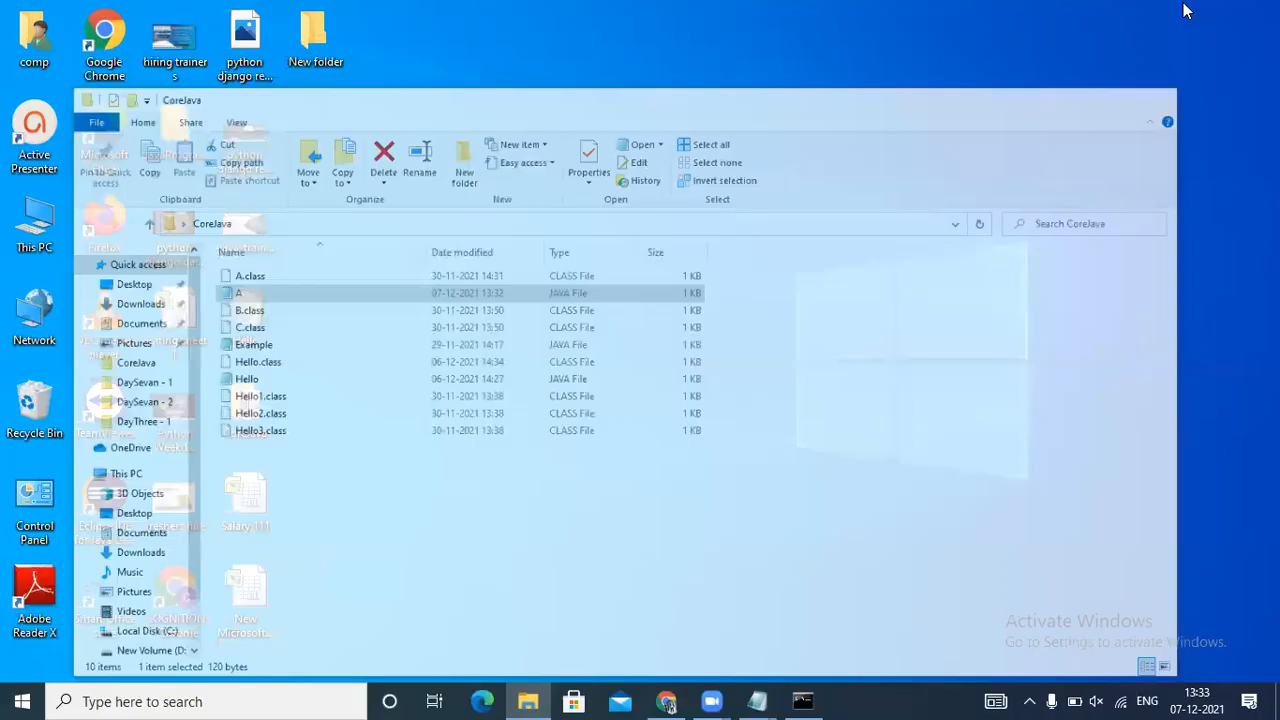 comp
Google
Chrome
hiring trainer
s
python
django re...
New folder
CoreJava
File
Home
Share
View
Active
Presenter
Pin to Quick
access
Copy
Paste
Cut
Copy path
Paste shortcut
Move
to
Copy
to
Delete
Rename
New
folder
New item
Easy access
Properties
Open
Edit
History
Select all
Select none
Invert selection
Clipboard
Organize
New
Open
Select
This PC
CoreJava
Search CoreJava
Firefox
Name
Date modified
Type
Size
Quick access
Desktop
Downloads
Documents
Pictures
CoreJava
DaySevan - 1
DaySevan - 2
DayThree - 1
OneDrive
This PC
3D Objects
Desktop
Documents
Downloads
Music
Pictures
Videos
Local Disk (C:)
New Volume (D:
A.class 30-11-2021 14:31 CLASS File 1 KB
A 07-12-2021 13:32 JAVA File 1 KB
B.class 30-11-2021 13:50 CLASS File 1 KB
C.class 30-11-2021 13:50 CLASS File 1 KB
Example 29-11-2021 14:17 JAVA File 1 KB
Hello.class 06-12-2021 14:34 CLASS File 1 KB
Hello 06-12-2021 14:27 JAVA File 1 KB
Hello1.class 30-11-2021 13:38 CLASS File 1 KB
Hello2.class 30-11-2021 13:38 CLASS File 1 KB
Hello3.class 30-11-2021 13:38 CLASS File 1 KB
Network
Recycle Bin
Control
Panel
Salary 111
Adobe
Reader X
New
Microsoft...
Activate Windows
Go to Settings to activate Windows.
10 items 1 item selected 120 bytes
Type here to search
ENG
13:33
07-12-2021